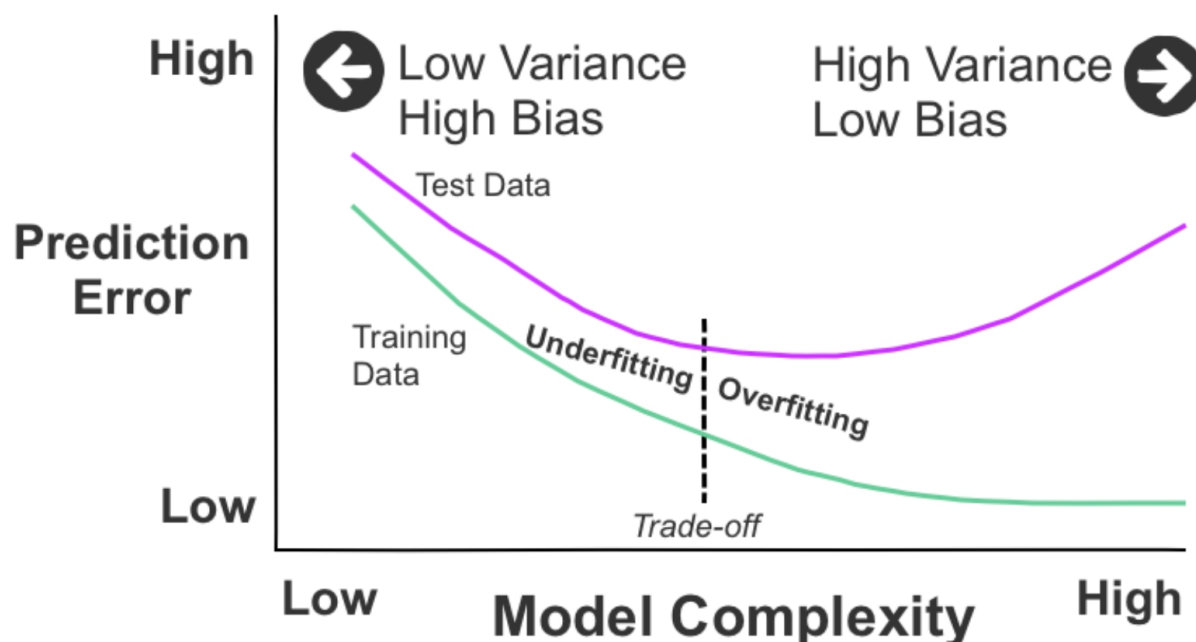 High
Low Variance
High Bias
High Variance
Low Bias
Test Data
Prediction
Error
Training
Data
Underfitting
Overfitting
Low
Trade-off
Low
Model Complexity
High